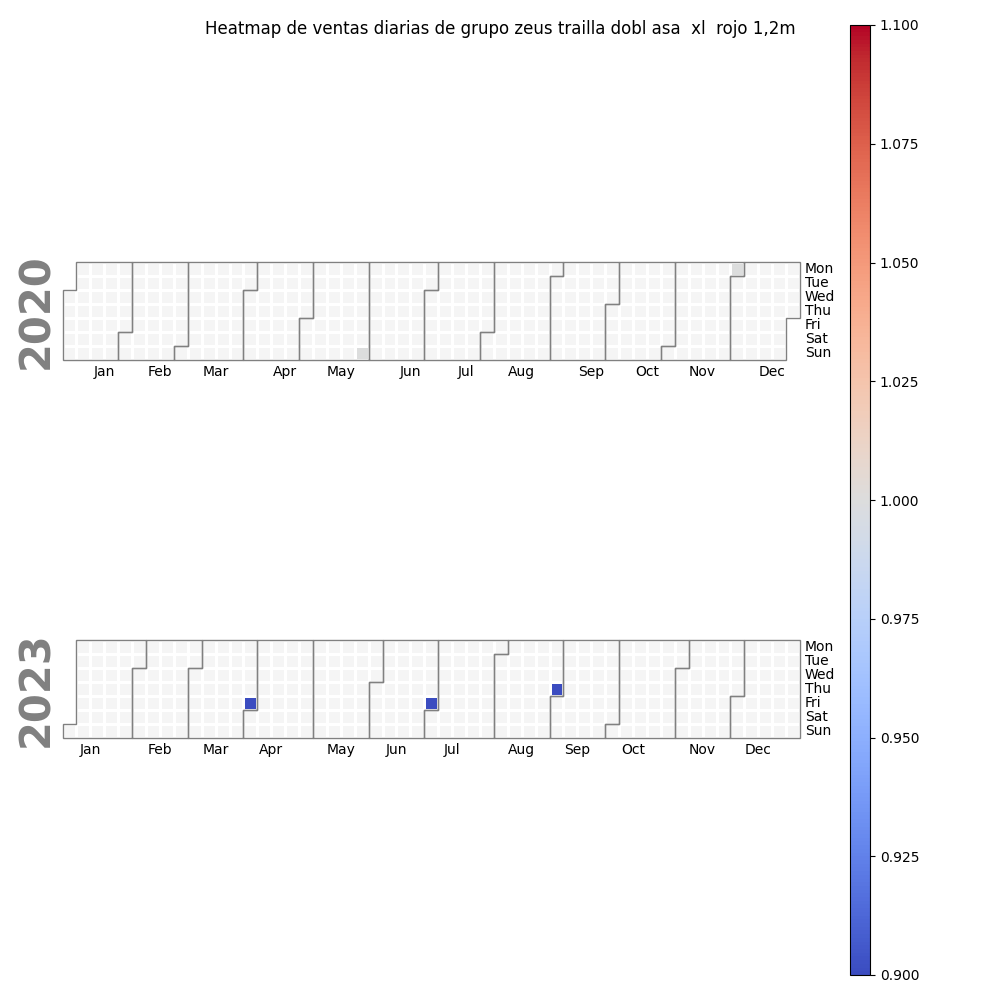 Heatmap de ventas diarias de grupo zeus trailla dobl asa  xl  rojo 1,2m
2020
Mon
Tue
Wed
Thu
Fri
Sat
Sun
Jan Feb Mar Apr May Jun Jul Aug Sep Oct Nov Dec
2023
Mon
Tue
Wed
Thu
Fri
Sat
Sun
Jan Feb Mar Apr May Jun Jul Aug Sep Oct Nov Dec
1.100
1.075
1.050
1.025
1.000
0.975
0.950
0.925
0.900